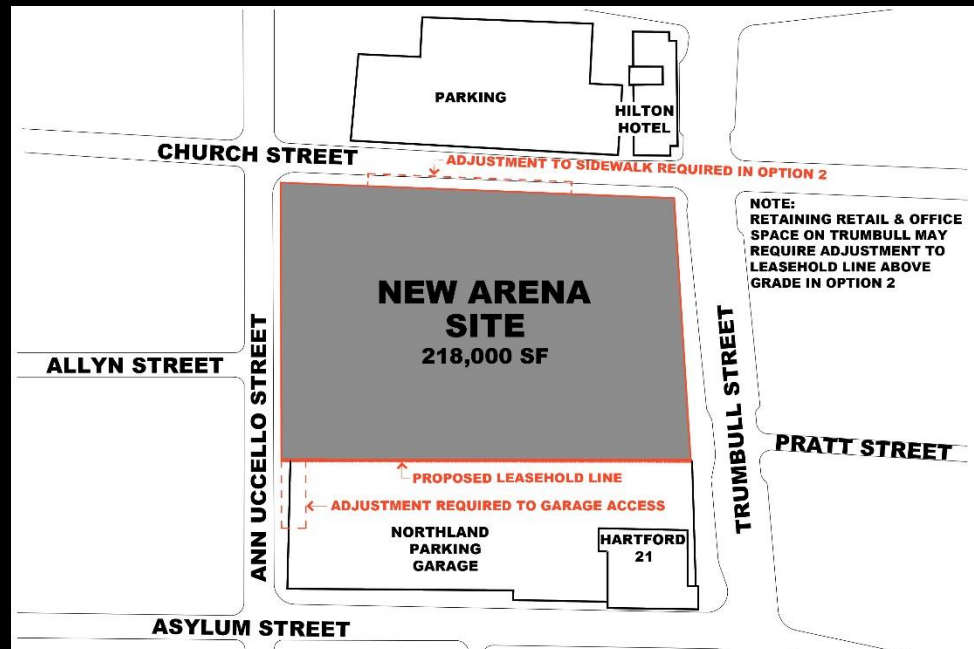 PARKING
HILTON
HOTEL
CHURCH STREET
ADJUSTMENT TO SIDEWALK REQUIRED IN OPTION 2
NOTE:
RETAINING RETAIL & OFFICE
SPACE ON TRUMBULL MAY
REQUIRE ADJUSTMENT TO
LEASEHOLD LINE ABOVE
GRADE IN OPTION 2
NEW ARENA
SITE
218,000 SF
ALLYN STREET
ANN UCCELLO STREET
TRUMBULL STREET
PRATT STREET
PROPOSED LEASEHOLD LINE
ADJUSTMENT REQUIRED TO GARAGE ACCESS
NORTHLAND
PARKING
GARAGE
HARTFORD
21
ASYLUM STREET